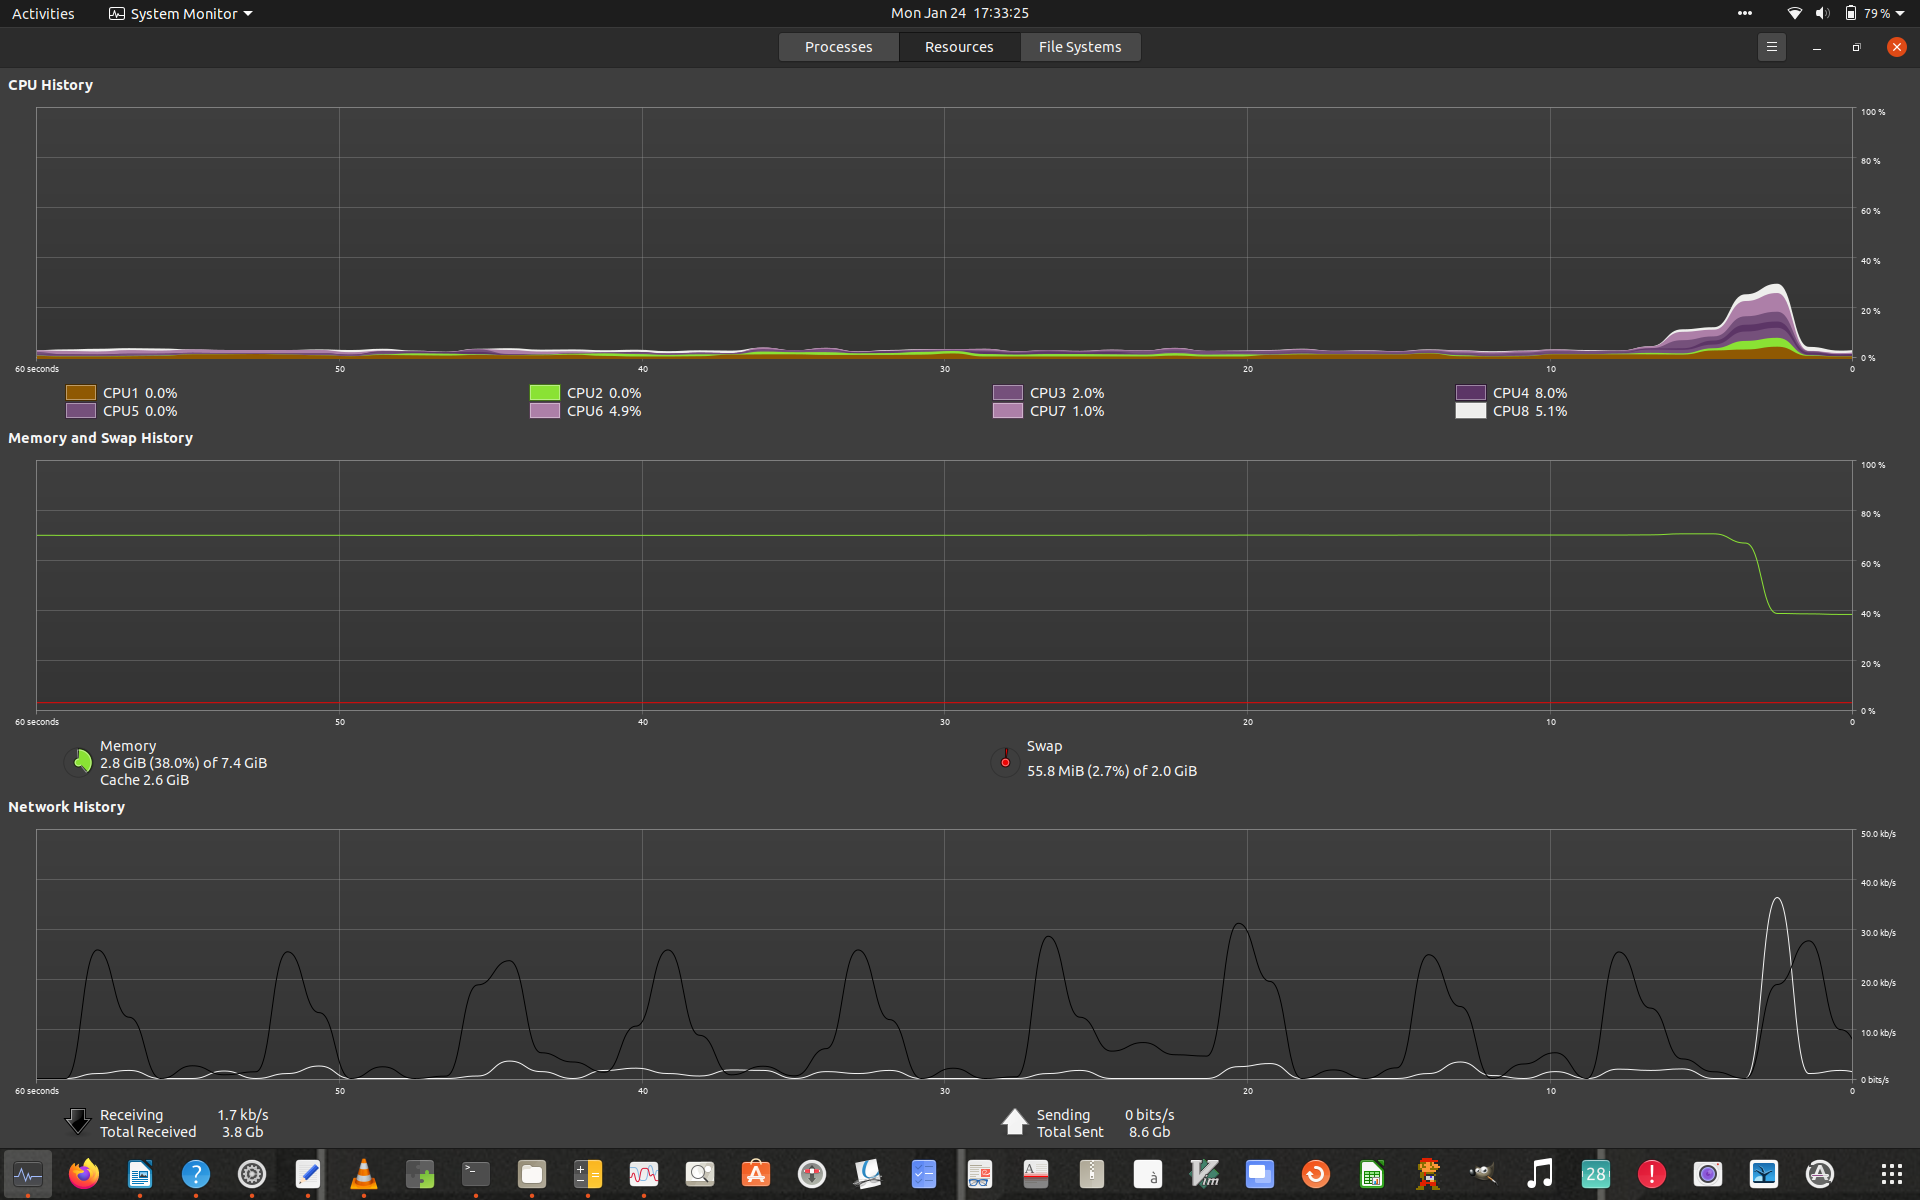 Activities System Monitor Mon Jan 24 17:33:25 79 %
Processes Resources File Systems
CPU History
100 %
80 %
60 %
40 %
20 %
0 %
60 seconds 50 40 30 20 10 0
CPU1 0.0% CPU2 0.0% CPU3 2.0% CPU4 8.0%
CPU5 0.0% CPU6 4.9% CPU7 1.0% CPU8 5.1%
Memory and Swap History
100 %
80 %
60 %
40 %
20 %
0 %
60 seconds 50 40 30 20 10 0
Memory
2.8 GiB (38.0%) of 7.4 GiB
Cache 2.6 GiB
Swap
55.8 MiB (2.7%) of 2.0 GiB
Network History
50.0 kb/s
40.0 kb/s
30.0 kb/s
20.0 kb/s
10.0 kb/s
0 bits/s
60 seconds 50 40 30 20 10 0
Receiving 1.7 kb/s
Total Received 3.8 Gb
Sending 0 bits/s
Total Sent 8.6 Gb
? >_ A à Vim 28 !